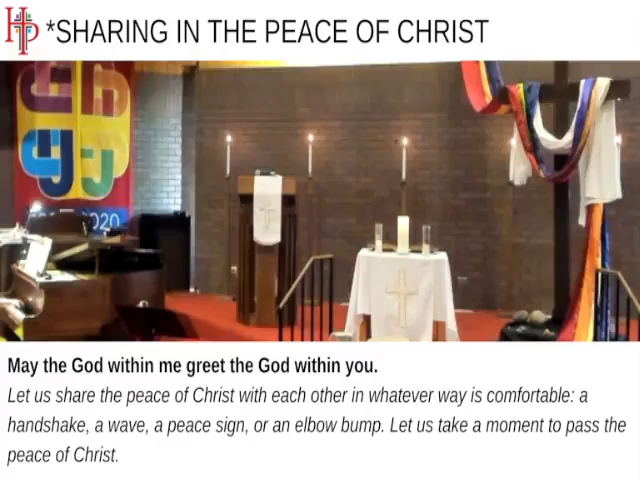 HP
*SHARING IN THE PEACE OF CHRIST
2020
May the God within me greet the God within you.
Let us share the peace of Christ with each other in whatever way is comfortable: a
handshake, a wave, a peace sign, or an elbow bump. Let us take a moment to pass the
peace of Christ.